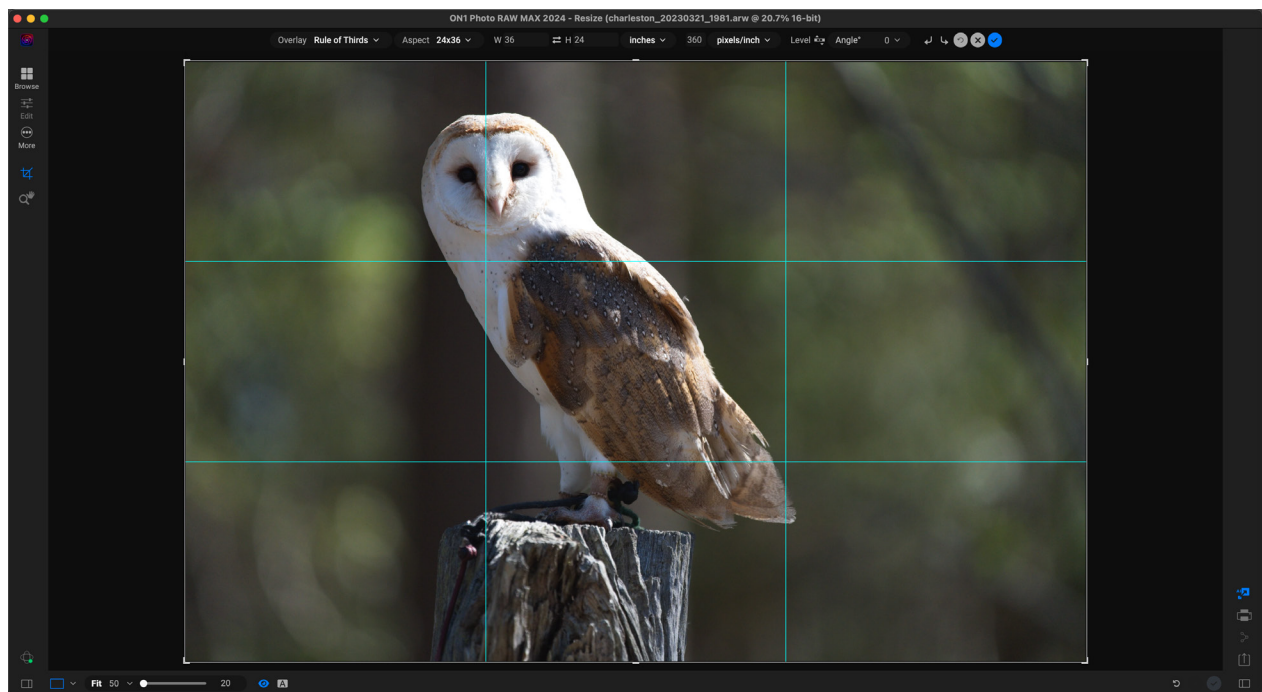 ON1 Photo RAW MAX 2024 - Resize (charleston_20230321_1981.arw @ 20.7% 16-bit)
Overlay Rule of Thirds Aspect 24x36 W 36 H 24 inches 360 pixels/inch Level Angle° 0
Browse
Edit
More
Fit 50 20 A